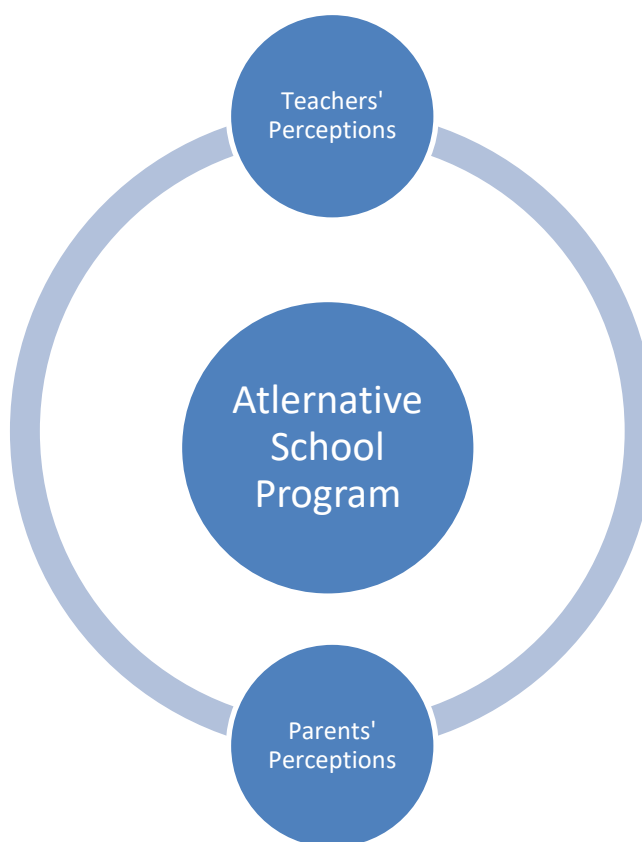 Teachers'
Perceptions
Atlernative
School
Program
Parents'
Perceptions